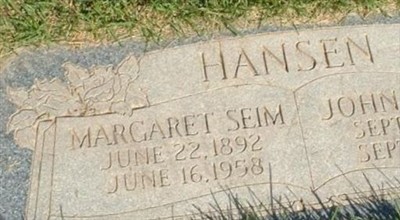 HANSEN
MARGARET SEIM
JUNE 22, 1892
JUNE 16, 1958
JOHN
SEPT
SEPT